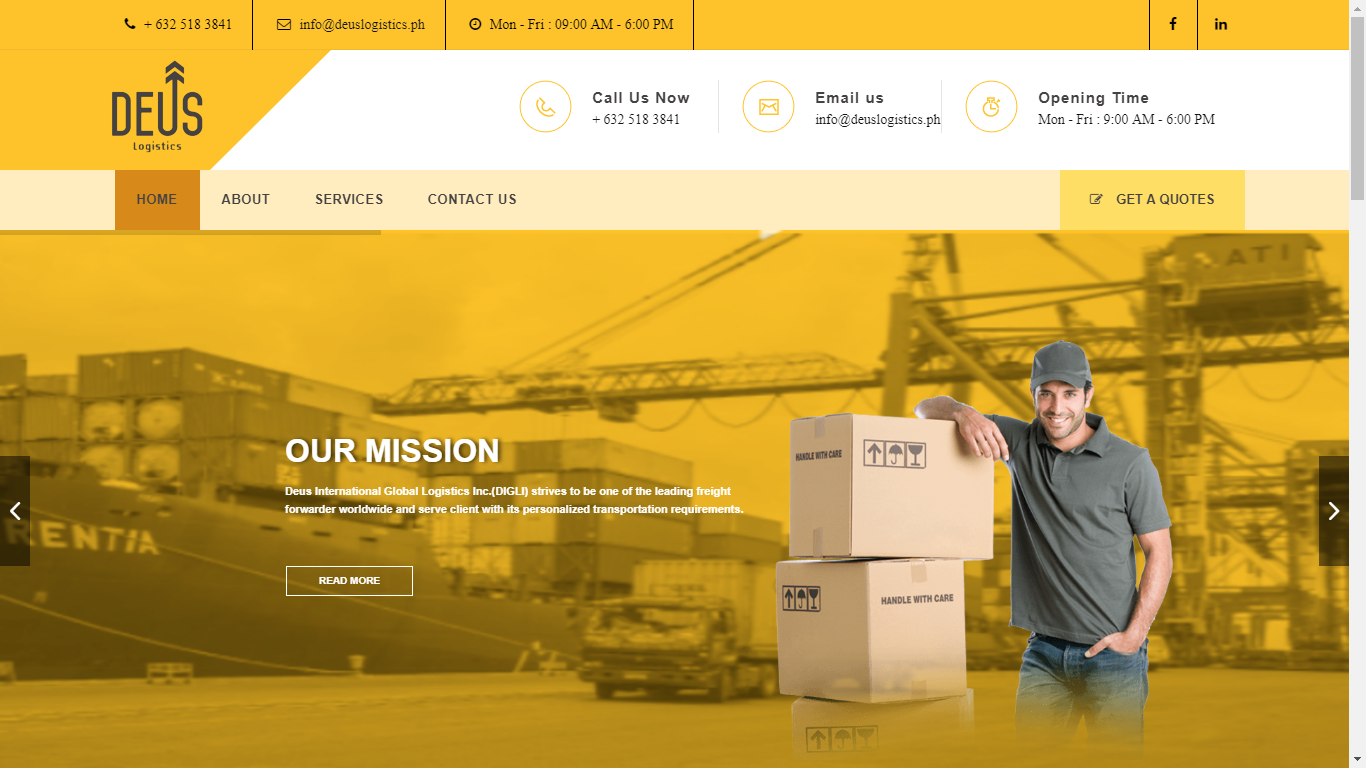 + 632 518 3841
info@deuslogistics.ph
Mon - Fri : 09:00 AM - 6:00 PM
DEUS
Logistics
Call Us Now
+ 632 518 3841
Email us
info@deuslogistics.ph
Opening Time
Mon - Fri : 9:00 AM - 6:00 PM
HOME
ABOUT
SERVICES
CONTACT US
GET A QUOTES
ATI
OUR MISSION
Deus International Global Logistics Inc.(DIGLI) strives to be one of the leading freight
forwarder worldwide and serve client with its personalized transportation requirements.
READ MORE
RENTIA
HANDLE WITH CARE
HANDLE WITH CARE